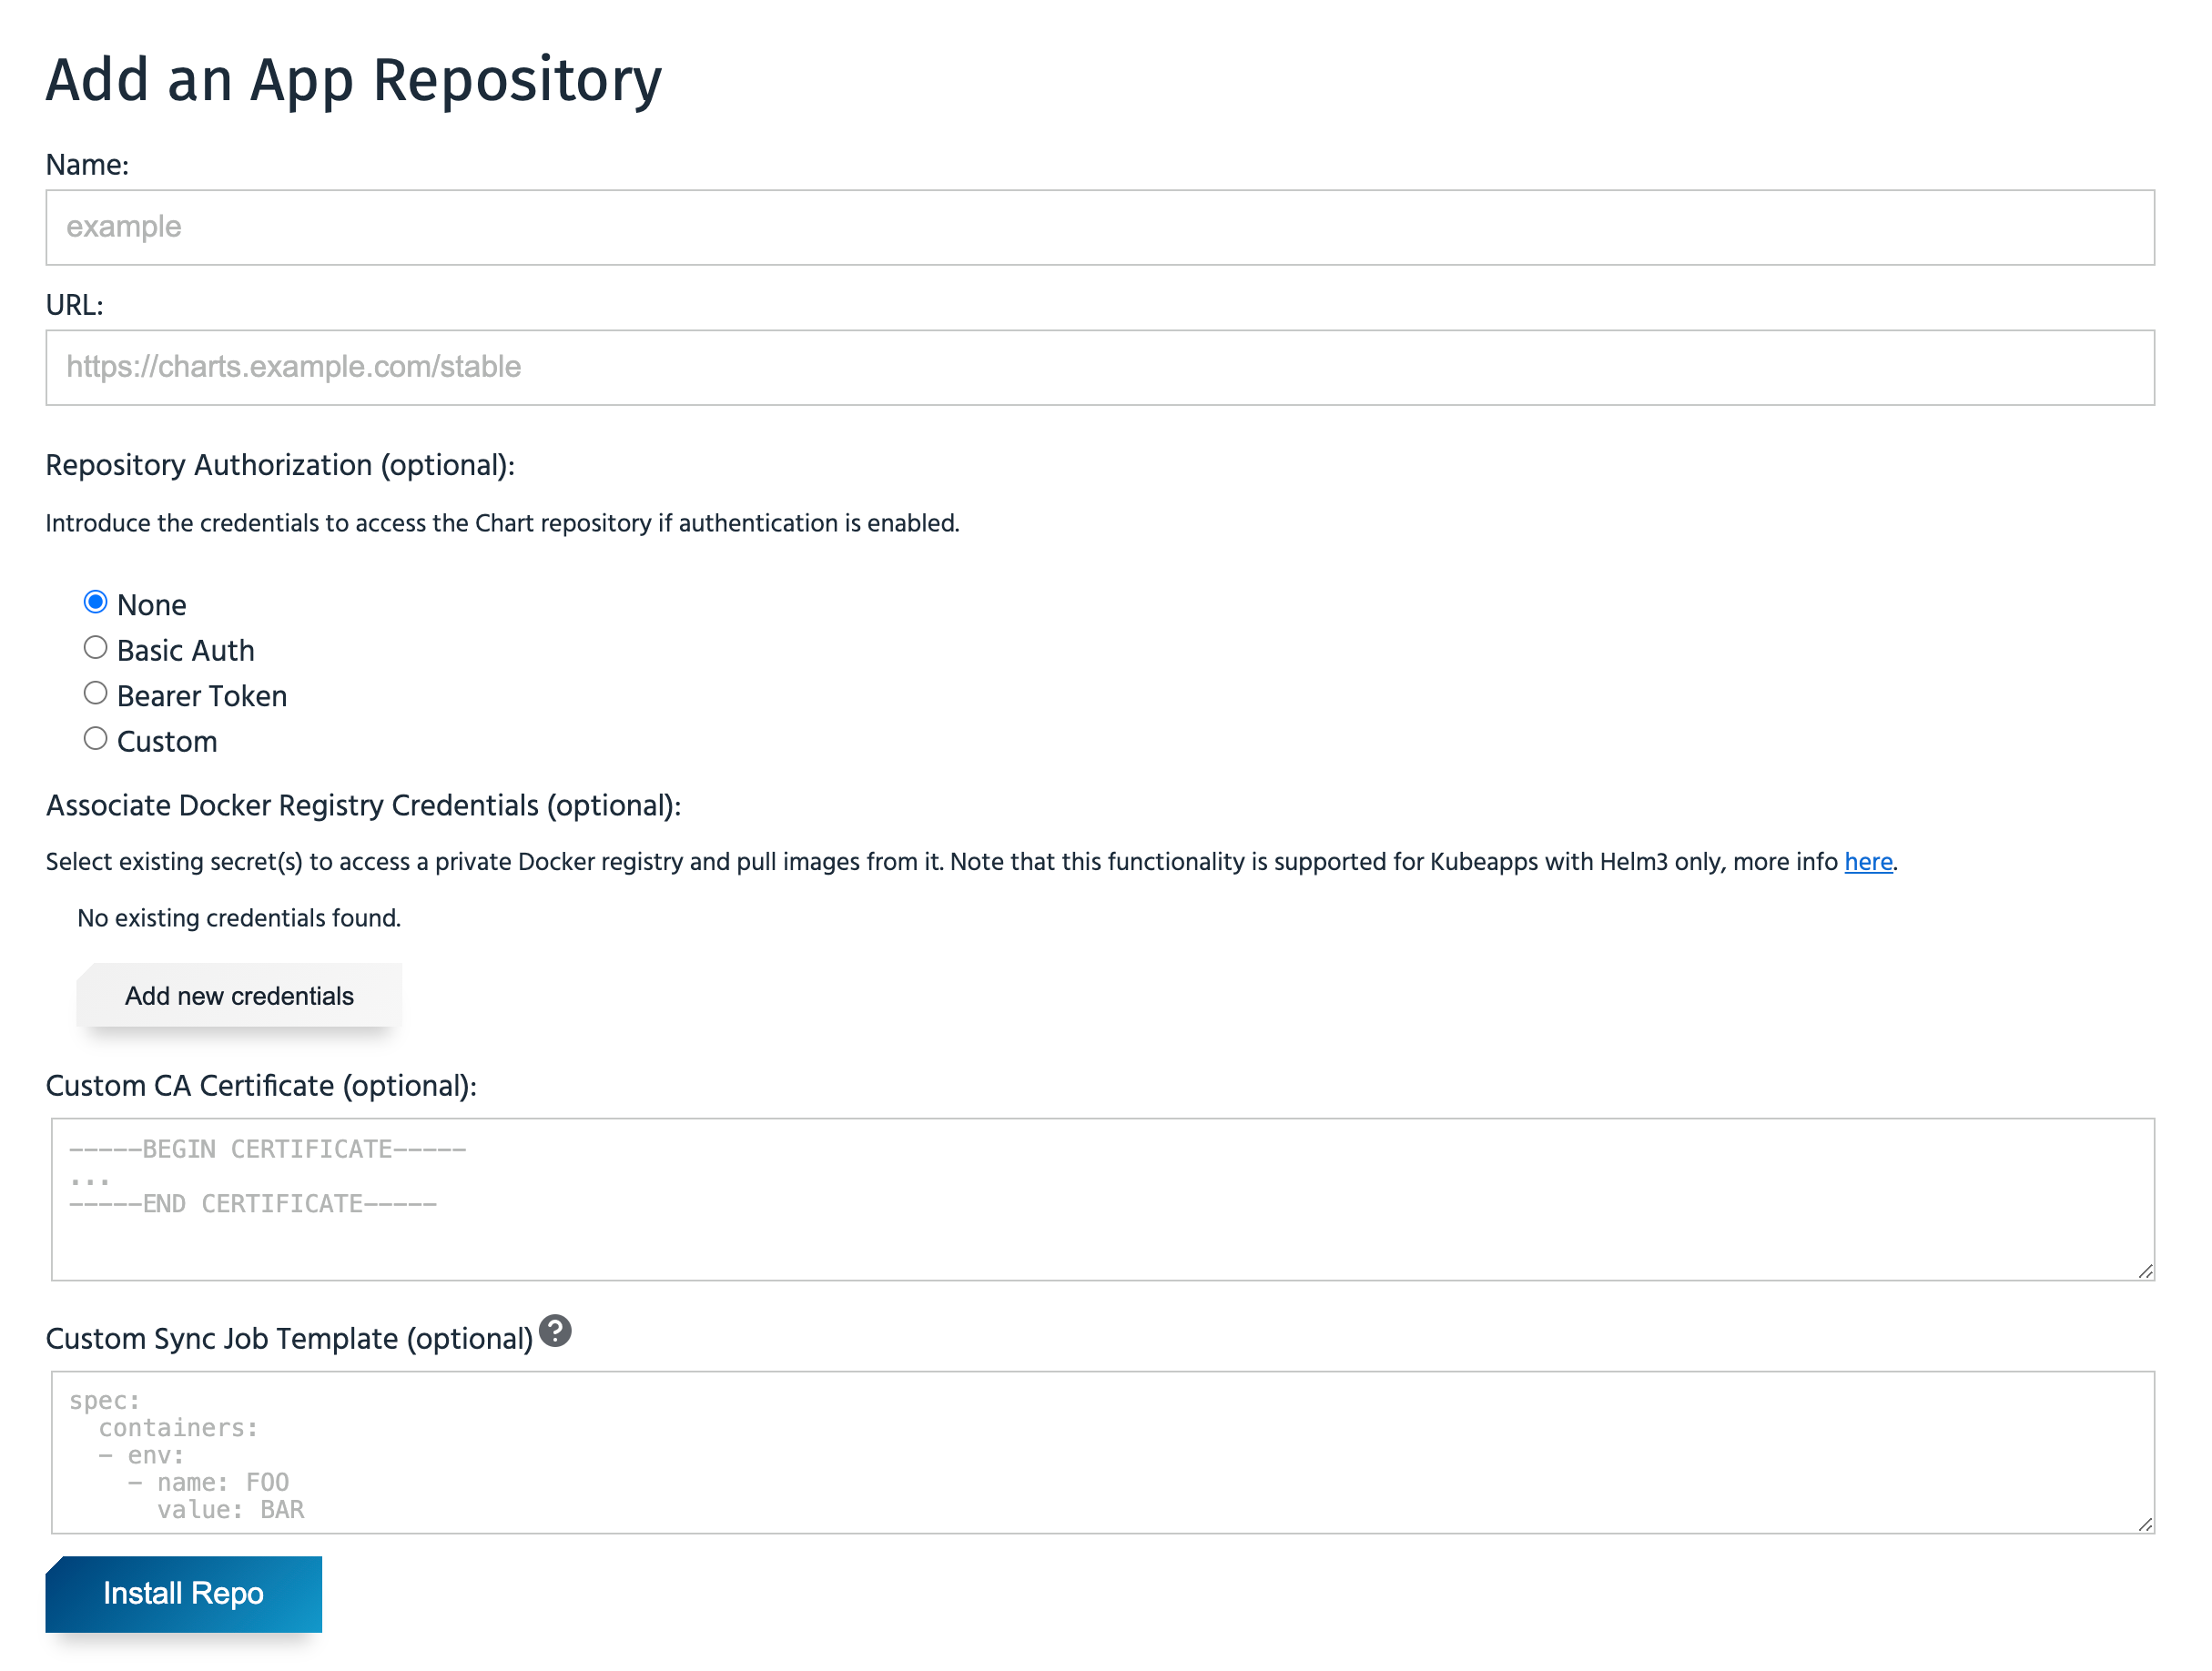 Add an App Repository
Name:
example
URL:
https://charts.example.com/stable
Repository Authorization (optional):
Introduce the credentials to access the Chart repository if authentication is enabled.
None
Basic Auth
Bearer Token
Custom
Associate Docker Registry Credentials (optional):
Select existing secret(s) to access a private Docker registry and pull images from it. Note that this functionality is supported for Kubeapps with Helm3 only, more info here.
No existing credentials found.
Add new credentials
Custom CA Certificate (optional):
-----BEGIN CERTIFICATE-----
...
-----END CERTIFICATE-----
Custom Sync Job Template (optional) ?
spec:
  containers:
  - env:
    - name: FOO
      value: BAR
Install Repo